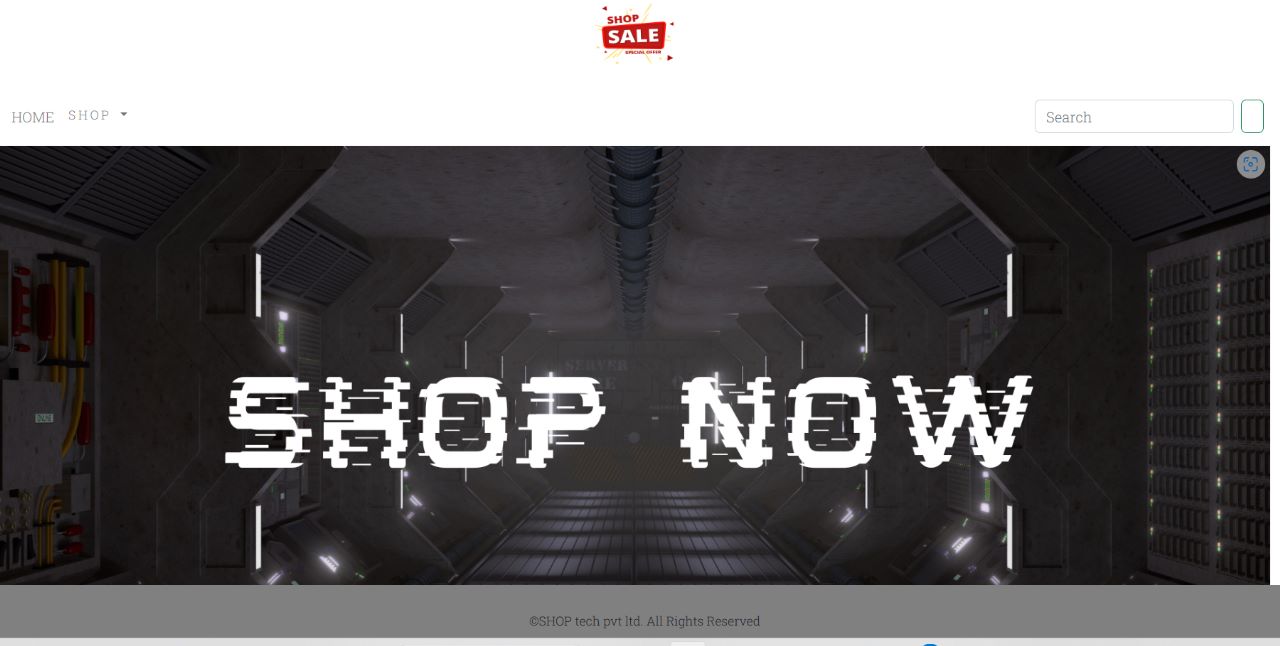 SHOP
SALE
SPECIAL OFFER
HOME
SHOP
Search
SHOP NOW
SERVER
©SHOP tech pvt ltd. All Rights Reserved